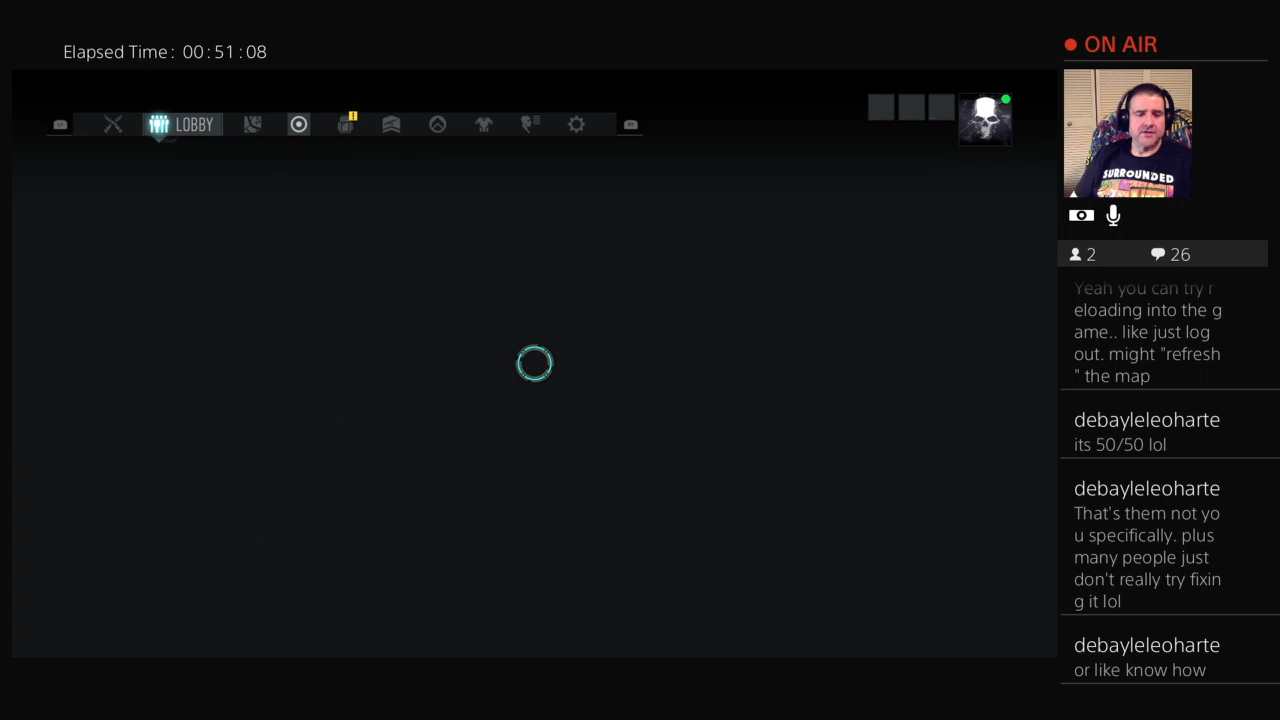 Elapsed Time: 00:51:08
ON AIR
LOBBY
SURROUNDED
2
26
Yeah you can try r
eloading into the g
ame.. like just log
out. might "refresh
" the map
debayleleoharte
its 50/50 lol
debayleleoharte
That's them not yo
u specifically. plus
many people just
don't really try fixin
g it lol
debayleleoharte
or like know how